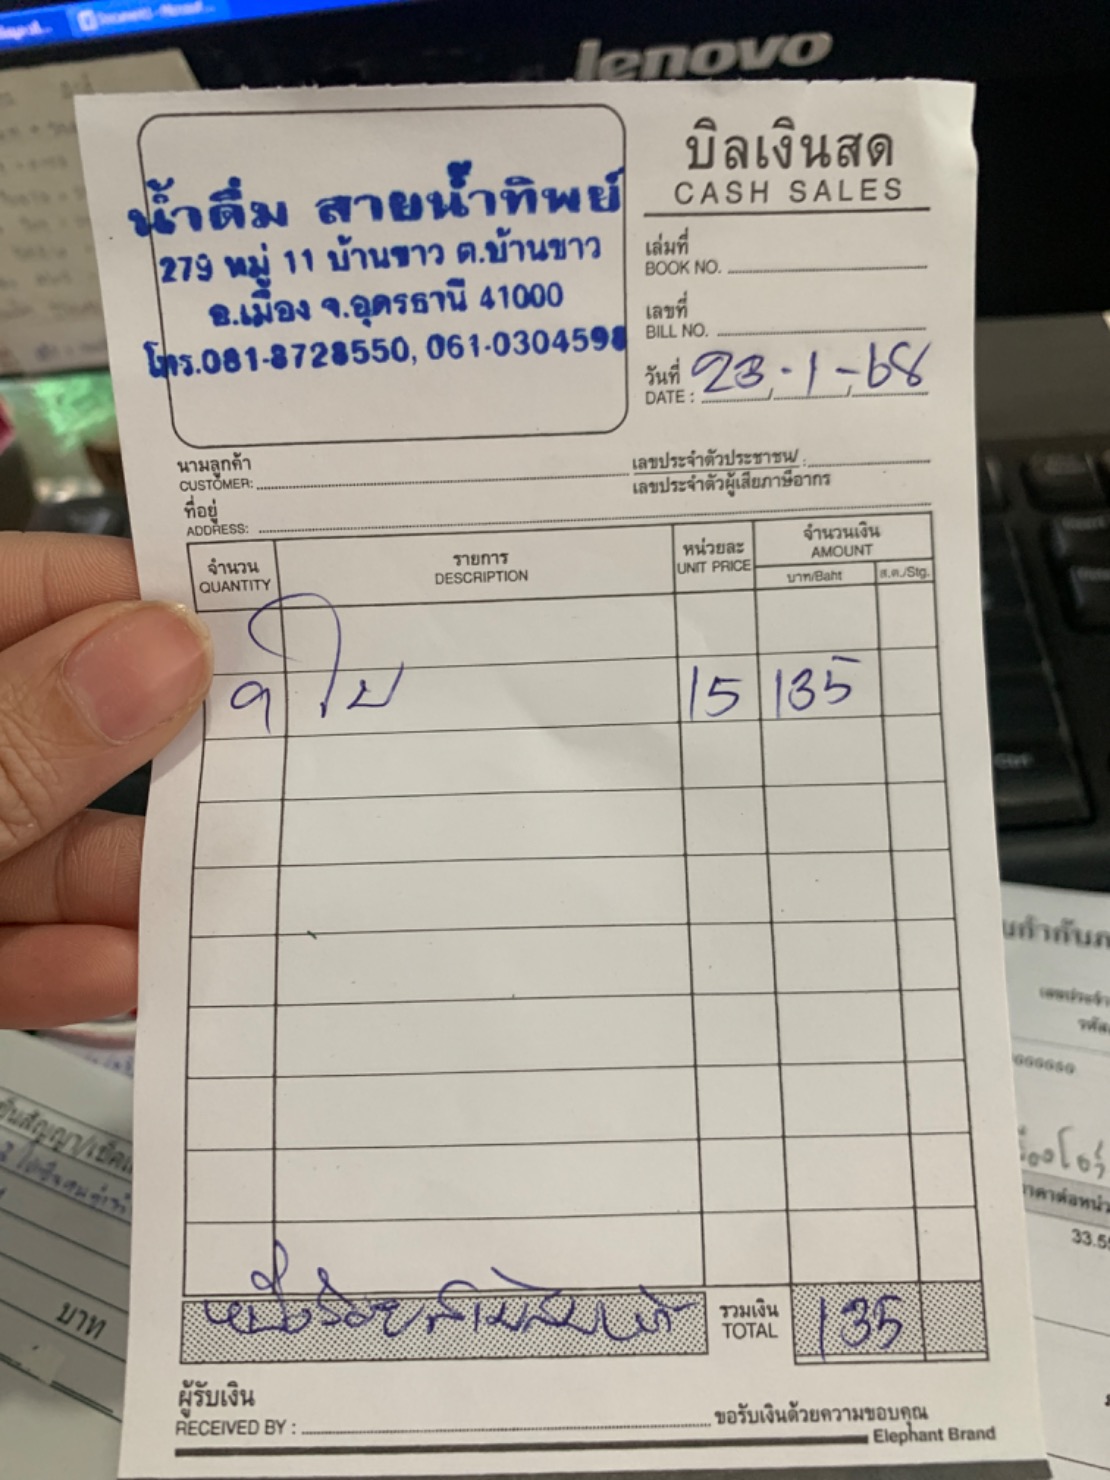 lenovo
บิลเงินสด
CASH SALES
น้ำดื่ม สายน้ำทิพย์
279 หมู่ 11 บ้านขาว ต.บ้านขาว
อ.เมือง จ.อุดรธานี 41000
โทร.081-8728550, 061-0304598
เล่มที่
BOOK NO.
เลขที่
BILL NO.
วันที่ 23-1-68
DATE :
นามลูกค้า
CUSTOMER:
เลขประจำตัวประชาชน/ :
เลขประจำตัวผู้เสียภาษีอากร
ที่อยู่
ADDRESS:
จำนวน รายการ หน่วยละ จำนวนเงิน
QUANTITY DESCRIPTION UNIT PRICE AMOUNT
บาท/Baht ส.ต./Stg.
9 ใบ 15 135
หนึ่งร้อยสามสิบห้า รวมเงิน 135
TOTAL
ผู้รับเงิน
RECEIVED BY : ขอรับเงินด้วยความขอบคุณ
Elephant Brand
บาท
33.5